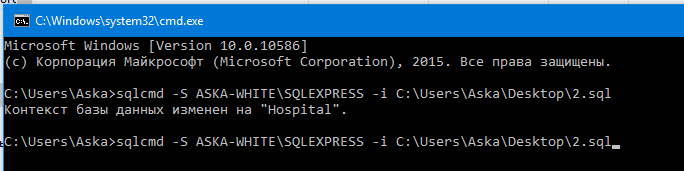 C:\Windows\system32\cmd.exe
Microsoft Windows [Version 10.0.10586]
(c) Корпорация Майкрософт (Microsoft Corporation), 2015. Все права защищены.
C:\Users\Aska>sqlcmd -S ASKA-WHITE\SQLEXPRESS -i C:\Users\Aska\Desktop\2.sql
Контекст базы данных изменен на "Hospital".
C:\Users\Aska>sqlcmd -S ASKA-WHITE\SQLEXPRESS -i C:\Users\Aska\Desktop\2.sql